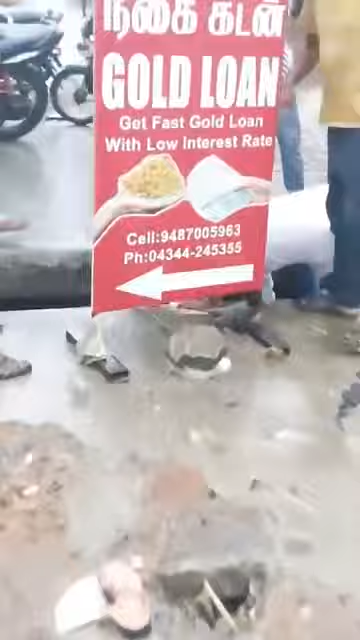 நகை கடன்
GOLD LOAN
Get Fast Gold Loan
With Low Interest Rate
Cell:9487005963
Ph:04344-245355